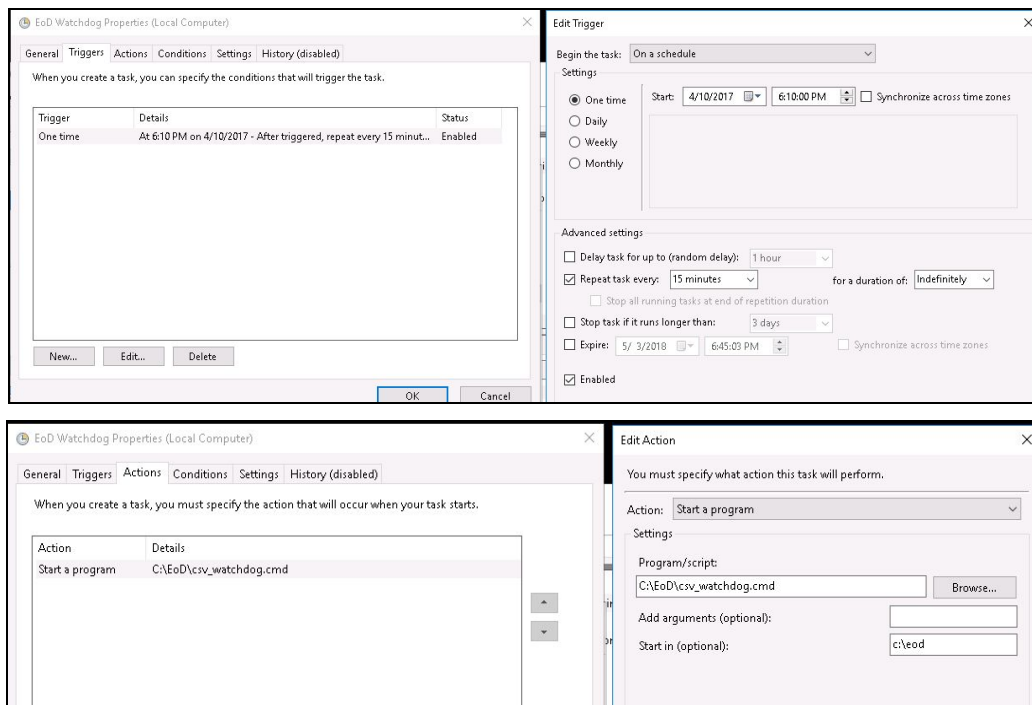 EoD Watchdog Properties (Local Computer)
General Triggers Actions Conditions Settings History (disabled)
When you create a task, you can specify the conditions that will trigger the task.
Trigger Details Status
One time At 6:10 PM on 4/10/2017 - After triggered, repeat every 15 minut... Enabled
New... Edit... Delete
OK Cancel
Edit Trigger
Begin the task: On a schedule
Settings
One time
Daily
Weekly
Monthly
Start: 4/10/2017 6:10:00 PM Synchronize across time zones
Advanced settings
Delay task for up to (random delay): 1 hour
Repeat task every: 15 minutes for a duration of: Indefinitely
Stop all running tasks at end of repetition duration
Stop task if it runs longer than: 3 days
Expire: 5/ 3/2018 6:45:03 PM Synchronize across time zones
Enabled
EoD Watchdog Properties (Local Computer)
General Triggers Actions Conditions Settings History (disabled)
When you create a task, you must specify the action that will occur when your task starts.
Action Details
Start a program C:\EoD\csv_watchdog.cmd
Edit Action
You must specify what action this task will perform.
Action: Start a program
Settings
Program/script:
C:\EoD\csv_watchdog.cmd Browse...
Add arguments (optional):
Start in (optional): c:\eod